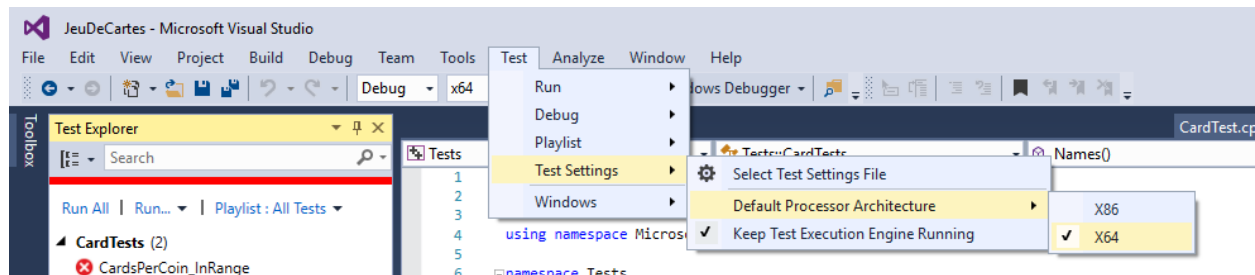 JeuDeCartes - Microsoft Visual Studio
File Edit View Project Build Debug Team Tools Test Analyze Window Help
Debug x64 Run Debugger
Toolbox Test Explorer Debug CardTest.cp
Search Tests Playlist Tests::CardTests Names()
1 Test Settings Select Test Settings File
Run All | Run... | Playlist : All Tests 2 Windows Default Processor Architecture X86
3
CardTests (2) 4 using namespace Keep Test Execution Engine Running X64
5
CardsPerCoin_InRange 6 namespace Tests